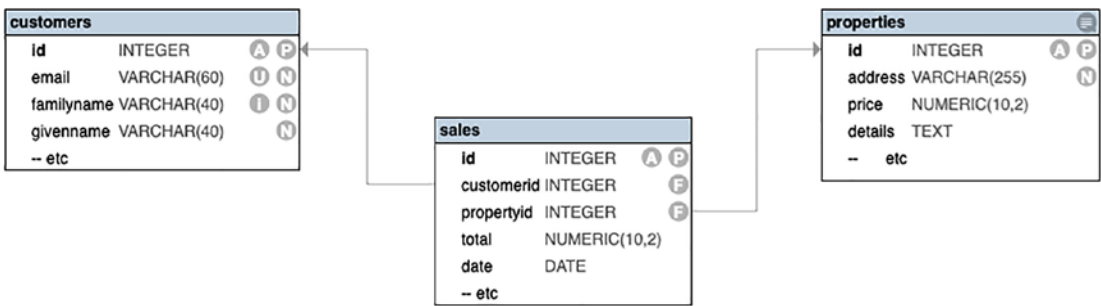 customers
id INTEGER A P
email VARCHAR(60) U N
familyname VARCHAR(40) i N
givenname VARCHAR(40) N
-- etc
sales
id INTEGER A P
customerid INTEGER F
propertyid INTEGER F
total NUMERIC(10,2)
date DATE
-- etc
properties
id INTEGER A P
address VARCHAR(255) N
price NUMERIC(10,2)
details TEXT
-- etc